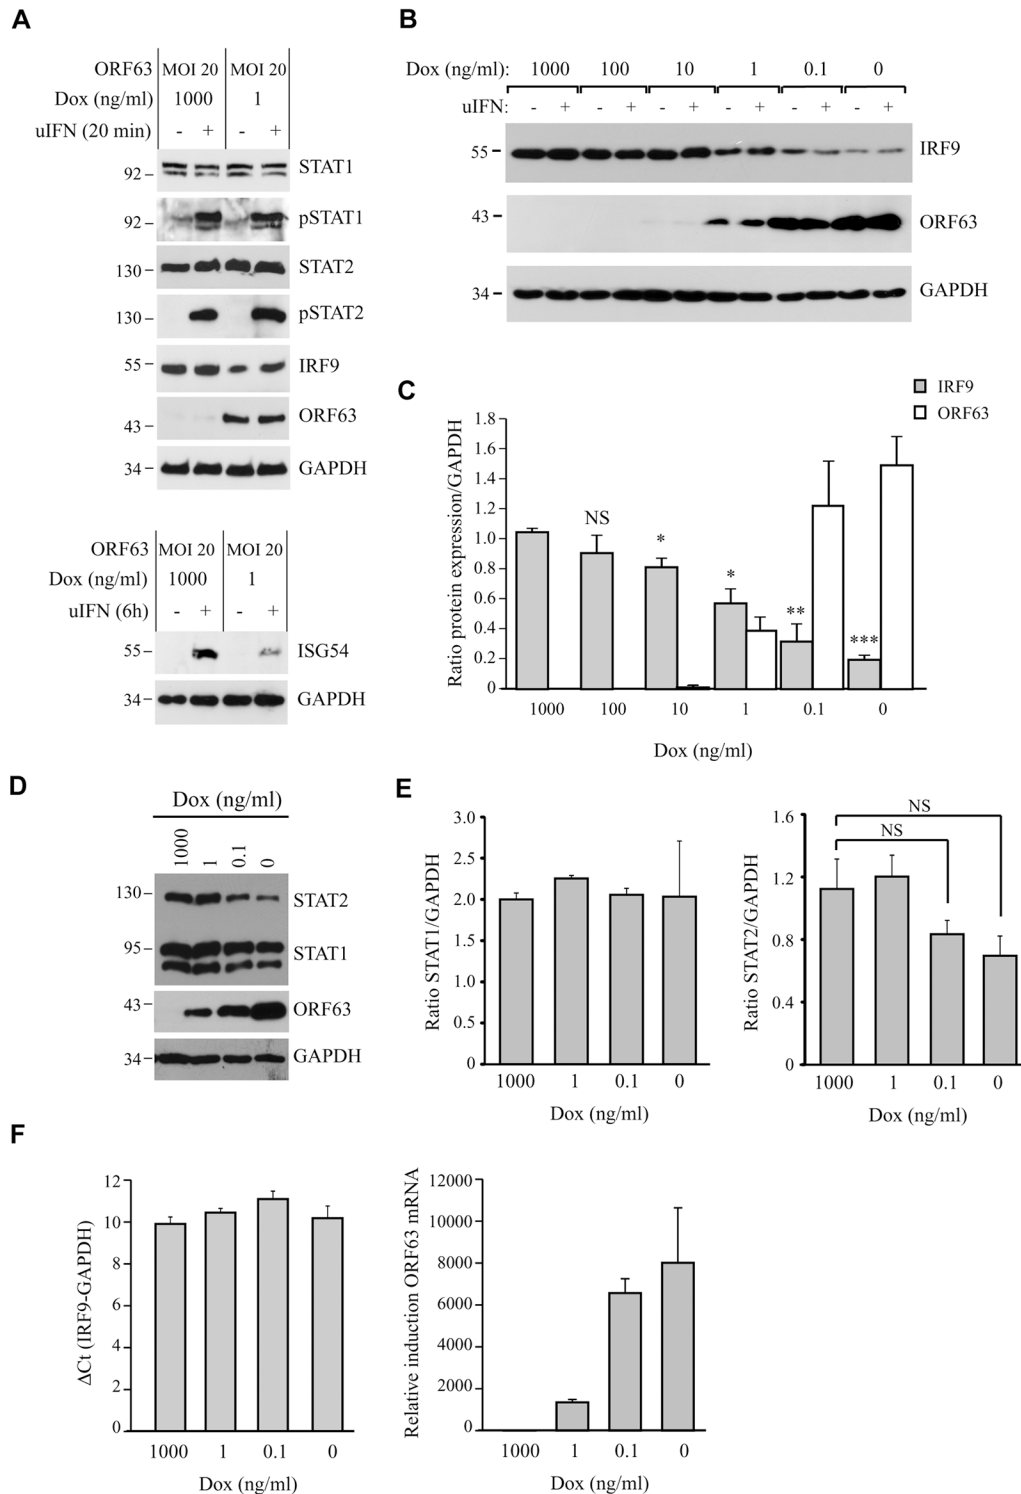 A
ORF63 MOI 20 MOI 20
Dox (ng/ml) 1000 1
uIFN (20 min) - + - +
92 – STAT1
92 – pSTAT1
130 – STAT2
130 – pSTAT2
55 – IRF9
43 – ORF63
34 – GAPDH
ORF63 MOI 20 MOI 20
Dox (ng/ml) 1000 1
uIFN (6h) - + - +
55 – ISG54
34 – GAPDH
B
Dox (ng/ml): 1000 100 10 1 0.1 0
uIFN: - + - + - + - + - + - +
55 – IRF9
43 – ORF63
34 – GAPDH
C
IRF9
ORF63
Ratio protein expression/GAPDH
1.8
1.6
1.4
1.2
1.0
0.8
0.6
0.4
0.2
0
NS * * ** ***
1000 100 10 1 0.1 0
Dox (ng/ml)
D
Dox (ng/ml)
1000 1 0.1 0
130 – STAT2
95 – STAT1
43 – ORF63
34 – GAPDH
E
Ratio STAT1/GAPDH
3.0
2.5
2.0
1.5
1.0
0.5
0
1000 1 0.1 0
Dox (ng/ml)
Ratio STAT2/GAPDH
1.6
1.2
0.8
0.4
0
NS
NS
1000 1 0.1 0
Dox (ng/ml)
F
ΔCt (IRF9-GAPDH)
12
10
8
6
4
2
0
1000 1 0.1 0
Dox (ng/ml)
Relative induction ORF63 mRNA
12000
10000
8000
6000
4000
2000
0
1000 1 0.1 0
Dox (ng/ml)